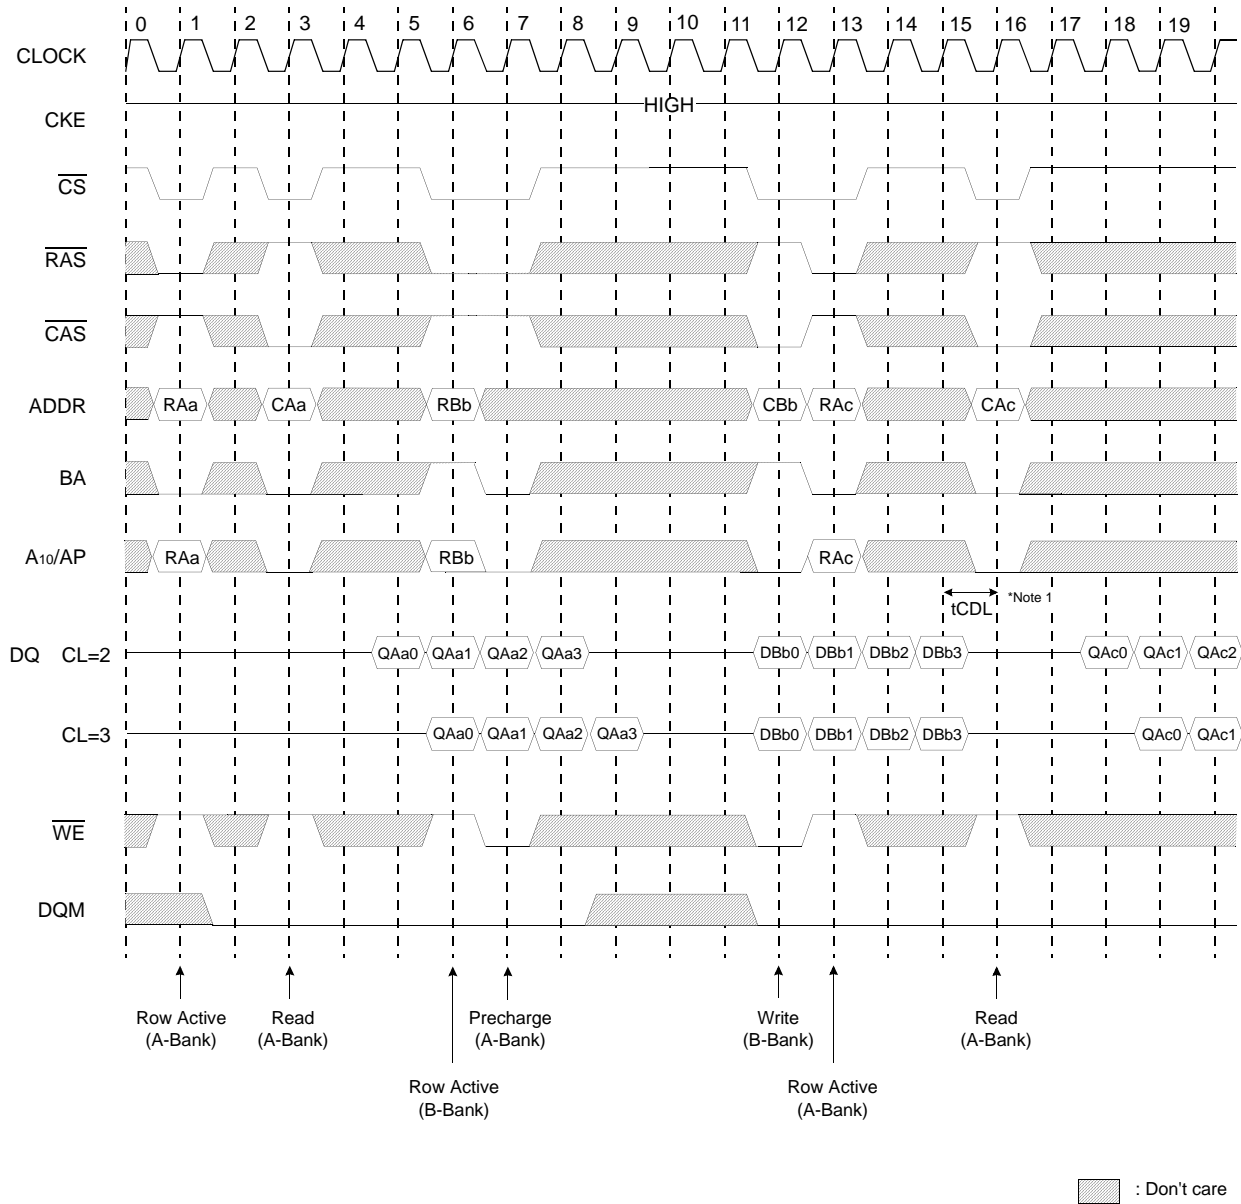 0 1 2 3 4 5 6 7 8 9 10 11 12 13 14 15 16 17 18 19
CLOCK
HIGH
CKE
CS
RAS
CAS
ADDR RAa CAa RBb CBb RAc CAc
BA
A10/AP RAa RBb RAc
tCDL *Note 1
DQ CL=2 QAa0 QAa1 QAa2 QAa3 DBb0 DBb1 DBb2 DBb3 QAc0 QAc1 QAc2
CL=3 QAa0 QAa1 QAa2 QAa3 DBb0 DBb1 DBb2 DBb3 QAc0 QAc1
WE
DQM
Row Active Read Precharge Write Read
(A-Bank) (A-Bank) (A-Bank) (B-Bank) (A-Bank)
Row Active Row Active
(B-Bank) (A-Bank)
: Don't care